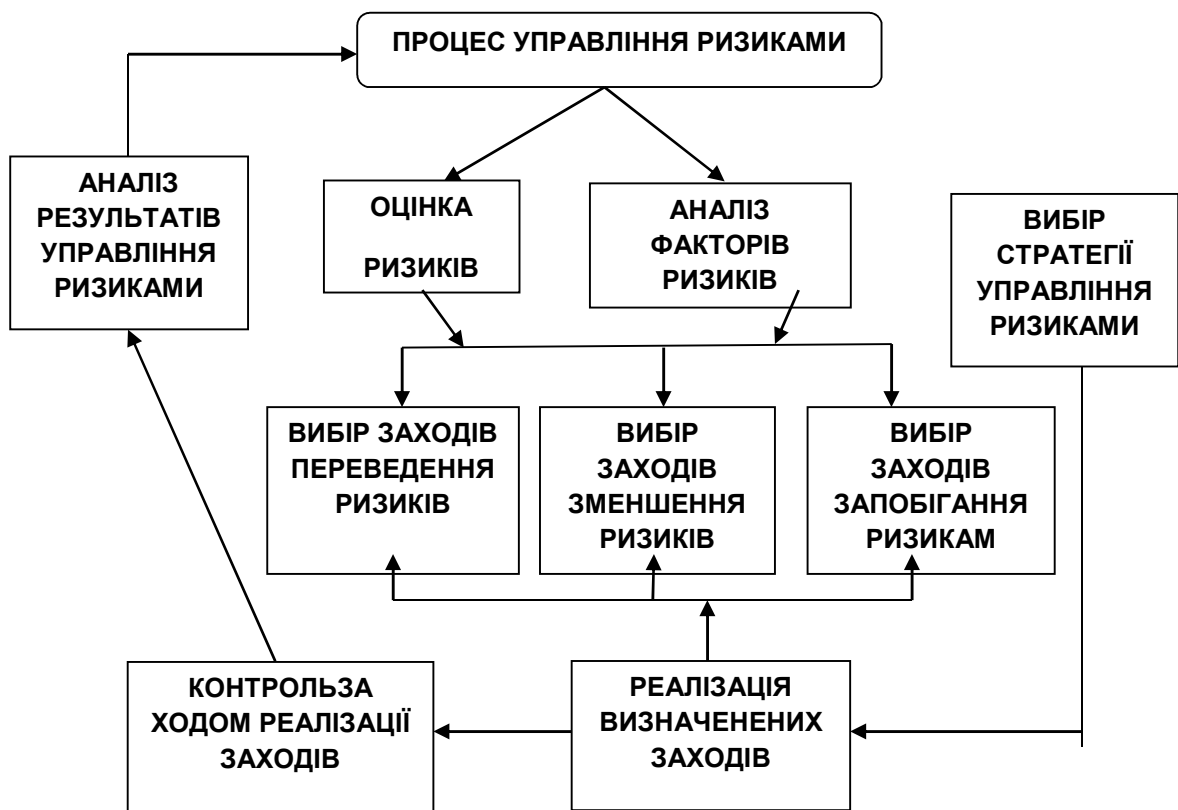 ПРОЦЕС УПРАВЛІННЯ РИЗИКАМИ
АНАЛІЗ
РЕЗУЛЬТАТІВ
УПРАВЛІННЯ
РИЗИКАМИ
ОЦІНКА
РИЗИКІВ
АНАЛІЗ
ФАКТОРІВ
РИЗИКІВ
ВИБІР
СТРАТЕГІЇ
УПРАВЛІННЯ
РИЗИКАМИ
ВИБІР ЗАХОДІВ
ПЕРЕВЕДЕННЯ
РИЗИКІВ
ВИБІР
ЗАХОДІВ
ЗМЕНШЕННЯ
РИЗИКІВ
ВИБІР
ЗАХОДІВ
ЗАПОБІГАННЯ
РИЗИКАМ
КОНТРОЛЬЗА
ХОДОМ РЕАЛІЗАЦІЇ
ЗАХОДІВ
РЕАЛІЗАЦІЯ
ВИЗНАЧЕНЕНИХ
ЗАХОДІВ